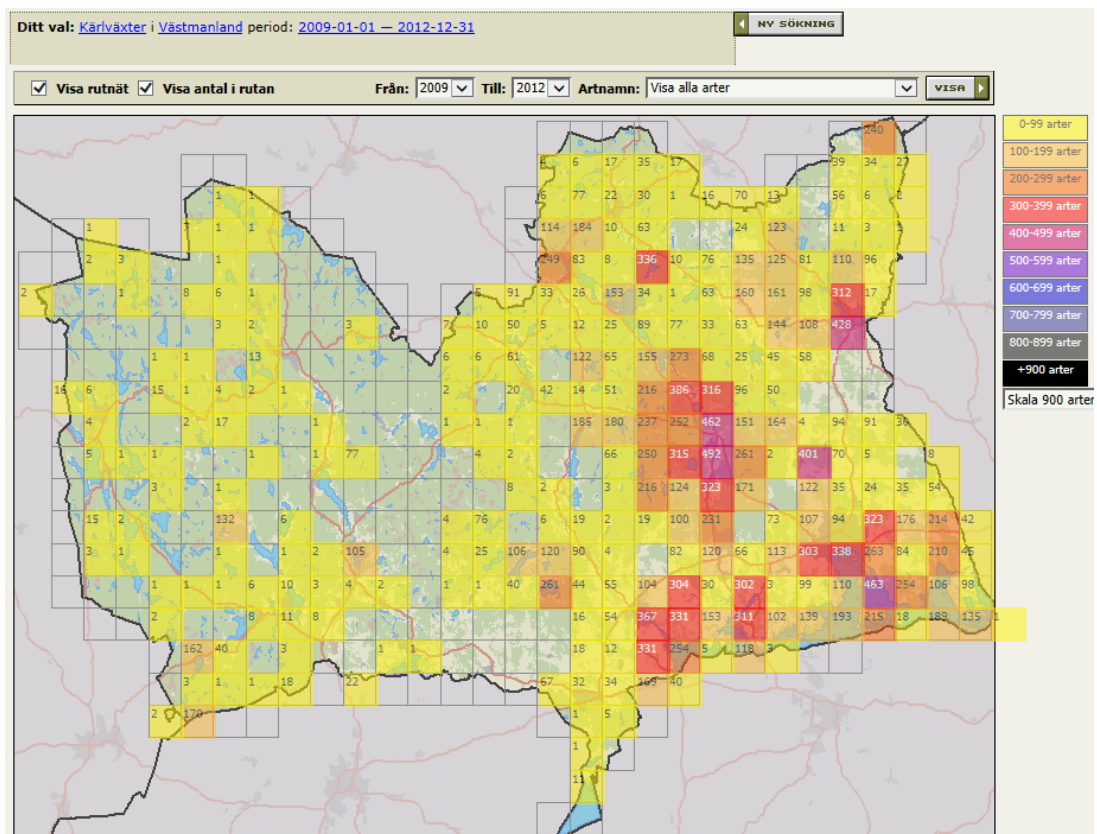 Ditt val: Kärlväxter i Västmanland period: 2009-01-01 — 2012-12-31
NY SÖKNING
Visa rutnät Visa antal i rutan Från: 2009 Till: 2012 Artnamn: Visa alla arter VISA
0-99 arter
100-199 arter
200-299 arter
300-399 arter
400-499 arter
500-599 arter
600-699 arter
700-799 arter
800-899 arter
+900 arter
Skala 900 arter
240
6 17 35 17 39 34 27
1 1 6 77 22 30 1 16 70 13 56 6 2
1 7 1 1 114 184 10 63 24 123 11 3 1
2 3 1 249 83 8 336 10 76 135 125 81 110 96
2 1 8 6 1 5 91 33 26 153 34 1 63 160 161 98 312 17
3 2 3 7 10 50 5 12 25 89 77 33 63 144 108 428
1 1 13 6 6 61 122 65 155 273 68 25 45 58
16 6 15 1 4 2 1 2 20 42 14 51 216 386 316 96 50
4 2 17 1 1 1 1 185 180 237 252 462 151 164 4 94 91 30
5 1 1 1 1 1 77 4 2 66 250 315 492 261 2 401 70 5 8
3 1 8 2 3 216 124 323 171 122 35 24 35 54
15 2 132 6 4 76 6 19 2 19 100 231 73 107 94 323 176 214 42
3 1 1 1 2 105 4 25 106 120 90 4 82 120 66 113 303 338 263 84 210 45
1 1 1 6 10 3 4 2 1 1 40 261 44 55 104 304 30 302 3 99 110 463 254 106 98
2 8 11 8 16 54 367 331 153 311 102 139 193 215 18 189 135 1
162 40 3 1 1 18 12 331 254 5 118 3
3 1 1 18 22 67 32 34 169 40
2 170 1 5
1
11